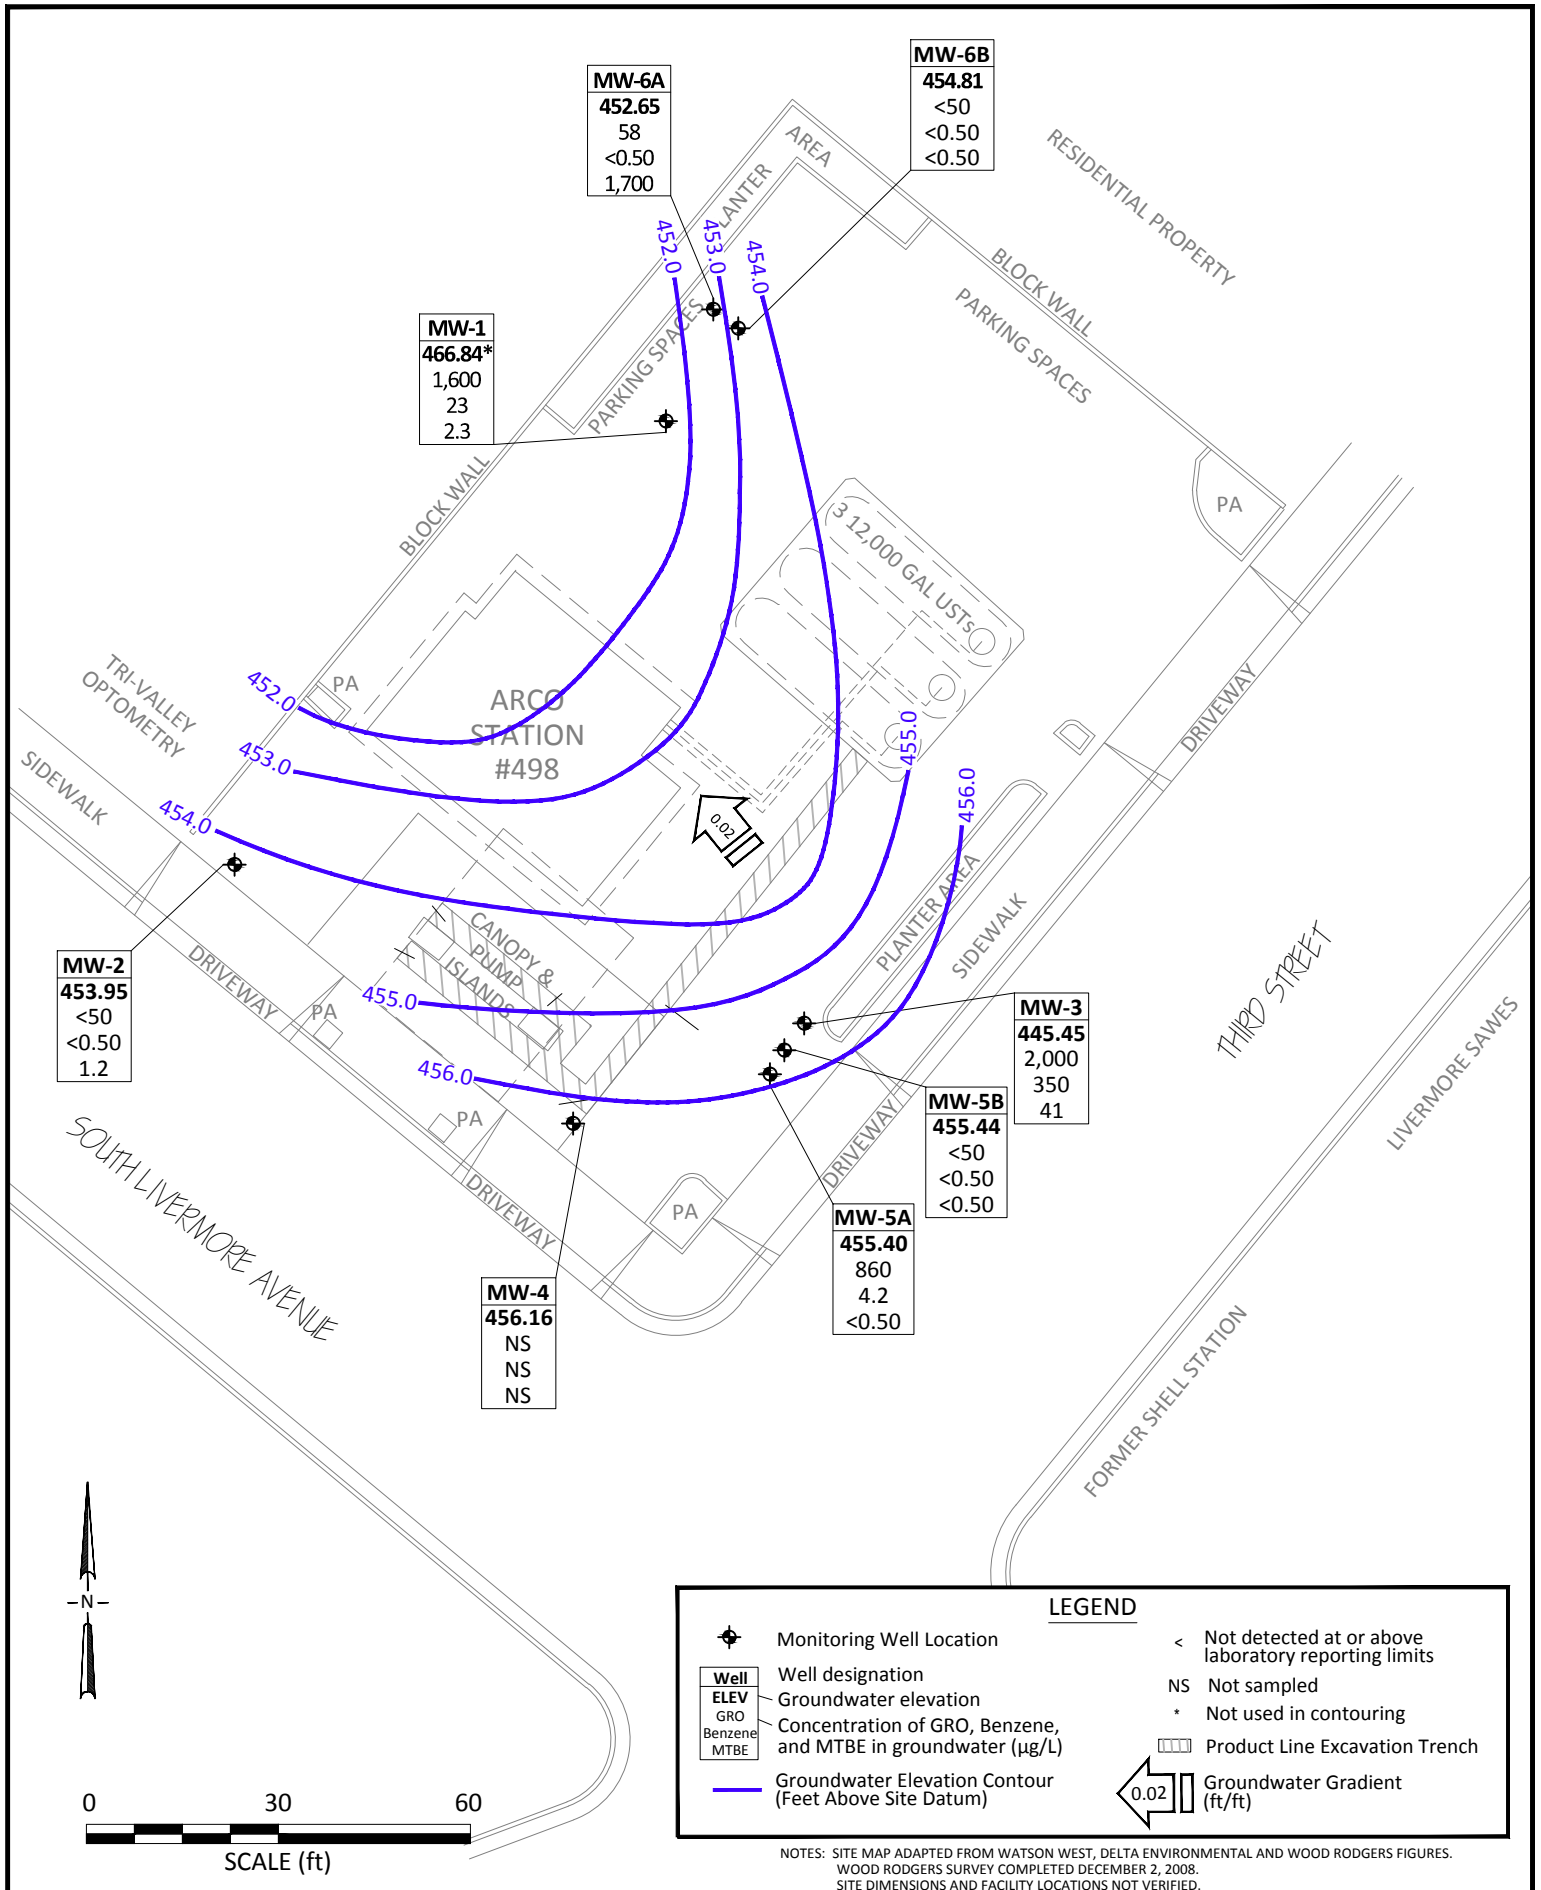 MW-6B
454.81
<50
<0.50
<0.50
MW-6A
452.65
58
<0.50
1,700
AREA
PLANTER
RESIDENTIAL PROPERTY
452.0
453.0
454.0
BLOCK WALL
PARKING SPACES
PARKING SPACES
MW-1
466.84*
1,600
23
2.3
BLOCK WALL
PA
3 12,000 GAL USTs
TRI-VALLEY
OPTOMETRY
PA
452.0
ARCO
STATION
#498
DRIVEWAY
455.0
453.0
SIDEWALK
456.0
454.0
0.02
PLANTER AREA
SIDEWALK
CANOPY &
PUMP
ISLANDS
THIRD STREET
LIVERMORE SAWES
MW-2
453.95
<50
<0.50
1.2
DRIVEWAY
455.0
PA
MW-3
445.45
2,000
350
41
456.0
PA
MW-5B
455.44
<50
<0.50
<0.50
DRIVEWAY
SOUTH LIVERMORE AVENUE
DRIVEWAY
PA
MW-5A
455.40
860
4.2
<0.50
MW-4
456.16
NS
NS
NS
FORMER SHELL STATION
N
0 30 60
SCALE (ft)
LEGEND
Monitoring Well Location
Well
ELEV
GRO
Benzene
MTBE
Well designation
Groundwater elevation
Concentration of GRO, Benzene,
and MTBE in groundwater (µg/L)
Groundwater Elevation Contour
(Feet Above Site Datum)
< Not detected at or above
laboratory reporting limits
NS Not sampled
* Not used in contouring
Product Line Excavation Trench
0.02
Groundwater Gradient
(ft/ft)
NOTES: SITE MAP ADAPTED FROM WATSON WEST, DELTA ENVIRONMENTAL AND WOOD RODGERS FIGURES.
WOOD RODGERS SURVEY COMPLETED DECEMBER 2, 2008.
SITE DIMENSIONS AND FACILITY LOCATIONS NOT VERIFIED.